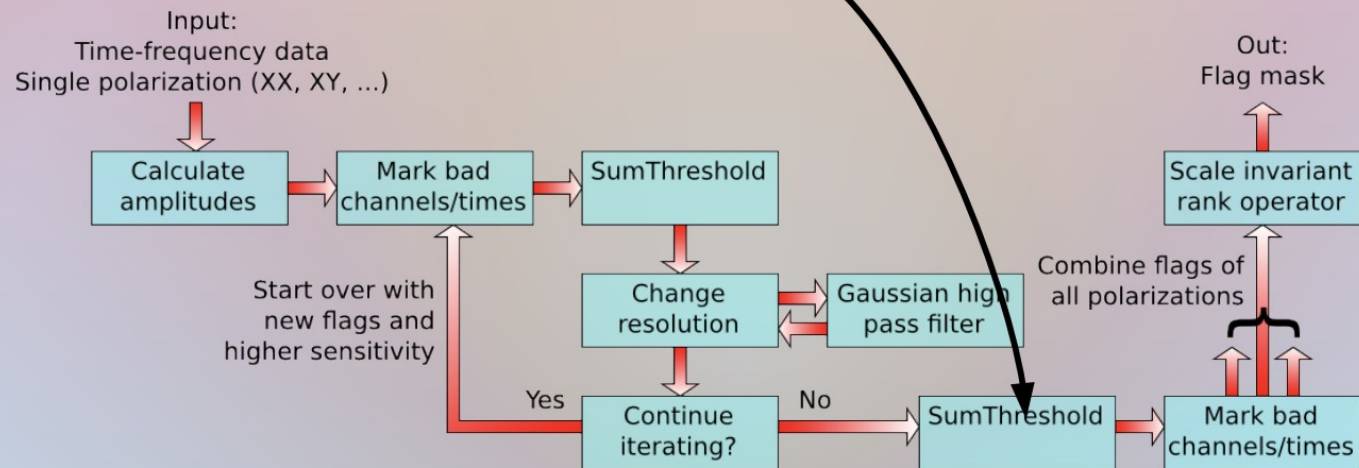 Input:
Time-frequency data
Single polarization (XX, XY, ...)
Calculate
amplitudes
Mark bad
channels/times
SumThreshold
Change
resolution
Gaussian high
pass filter
Start over with
new flags and
higher sensitivity
Yes
Continue
iterating?
No
SumThreshold
Mark bad
channels/times
Combine flags of
all polarizations
Scale invariant
rank operator
Out:
Flag mask